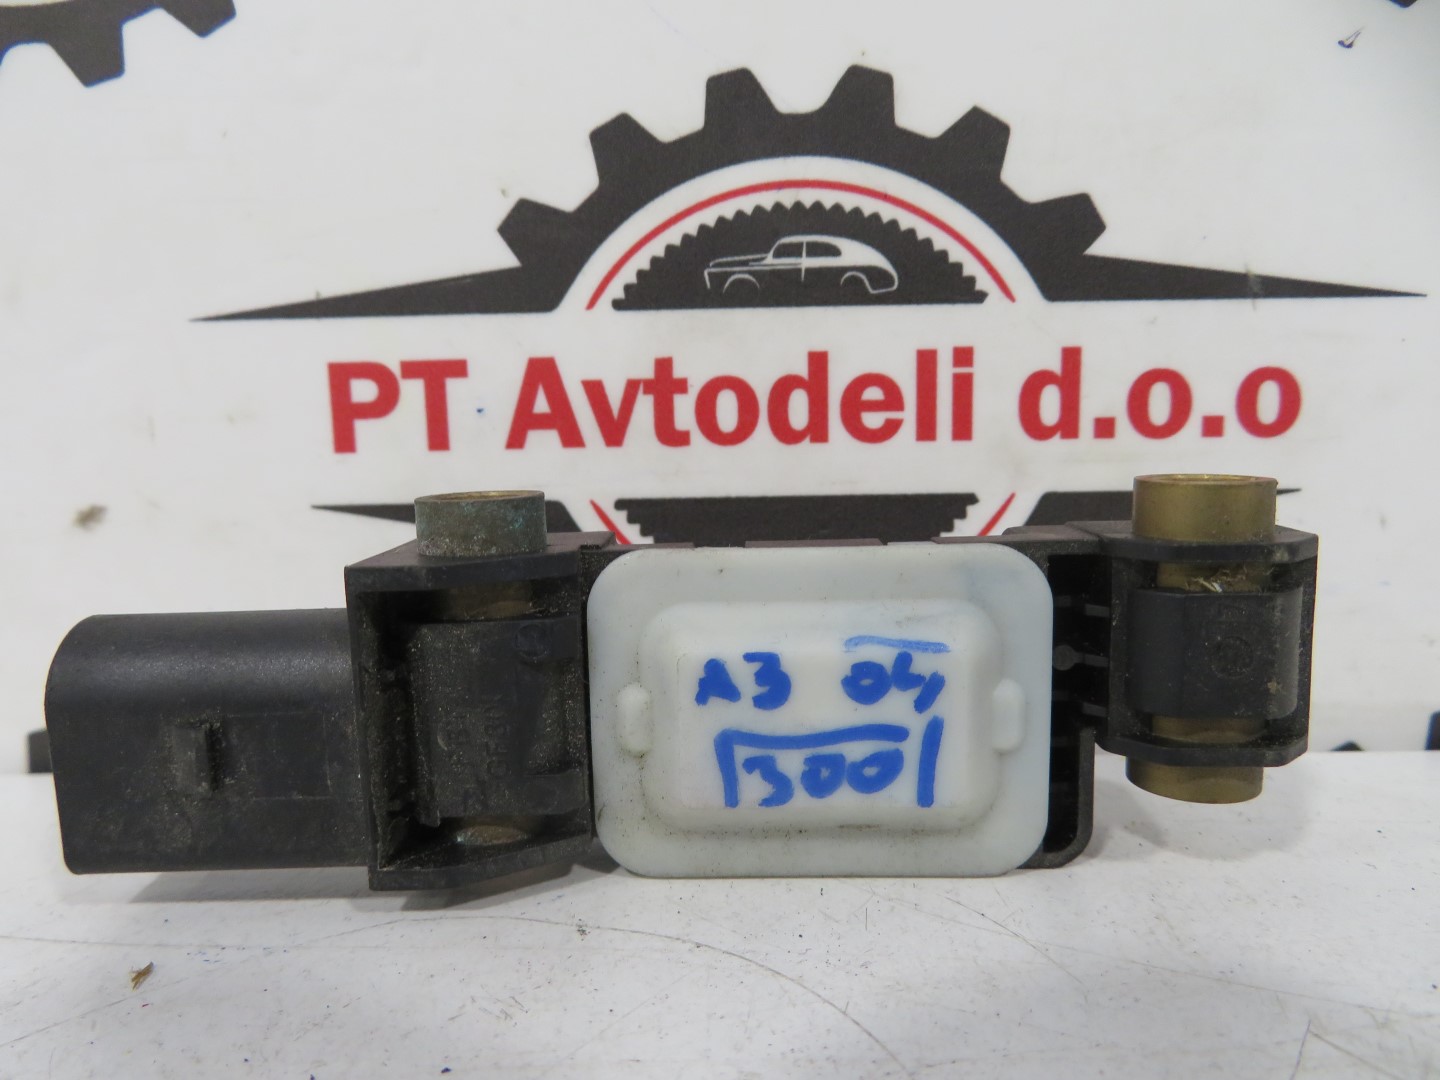 PT Avtodeli d.o.o
A3 04,
300